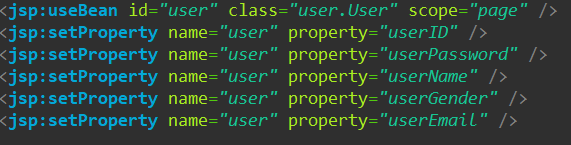 <jsp:useBean id="user" class="user.User" scope="page" />
<jsp:setProperty name="user" property="userID" />
<jsp:setProperty name="user" property="userPassword" />
<jsp:setProperty name="user" property="userName" />
<jsp:setProperty name="user" property="userGender" />
<jsp:setProperty name="user" property="userEmail" />